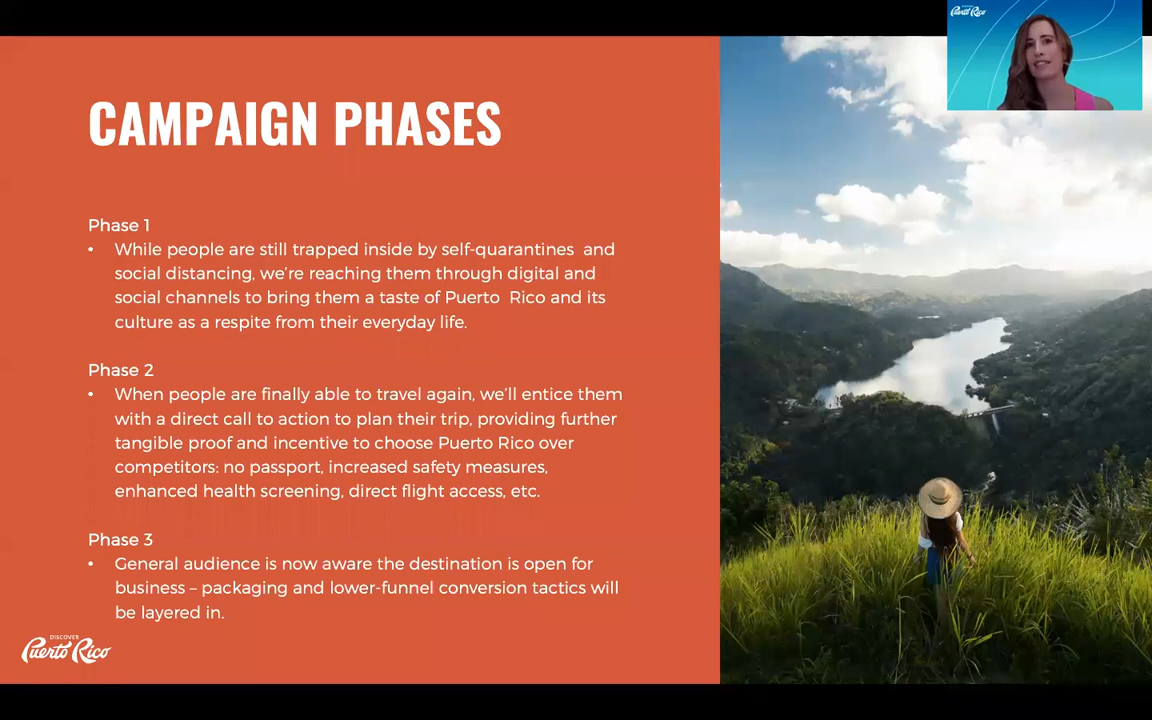 Puerto Rico
CAMPAIGN PHASES
Phase 1
• While people are still trapped inside by self-quarantines and
social distancing, we're reaching them through digital and
social channels to bring them a taste of Puerto Rico and its
culture as a respite from their everyday life.
Phase 2
• When people are finally able to travel again, we'll entice them
with a direct call to action to plan their trip, providing further
tangible proof and incentive to choose Puerto Rico over
competitors: no passport, increased safety measures,
enhanced health screening, direct flight access, etc.
Phase 3
• General audience is now aware the destination is open for
business – packaging and lower-funnel conversion tactics will
be layered in.
DISCOVER
Puerto Rico